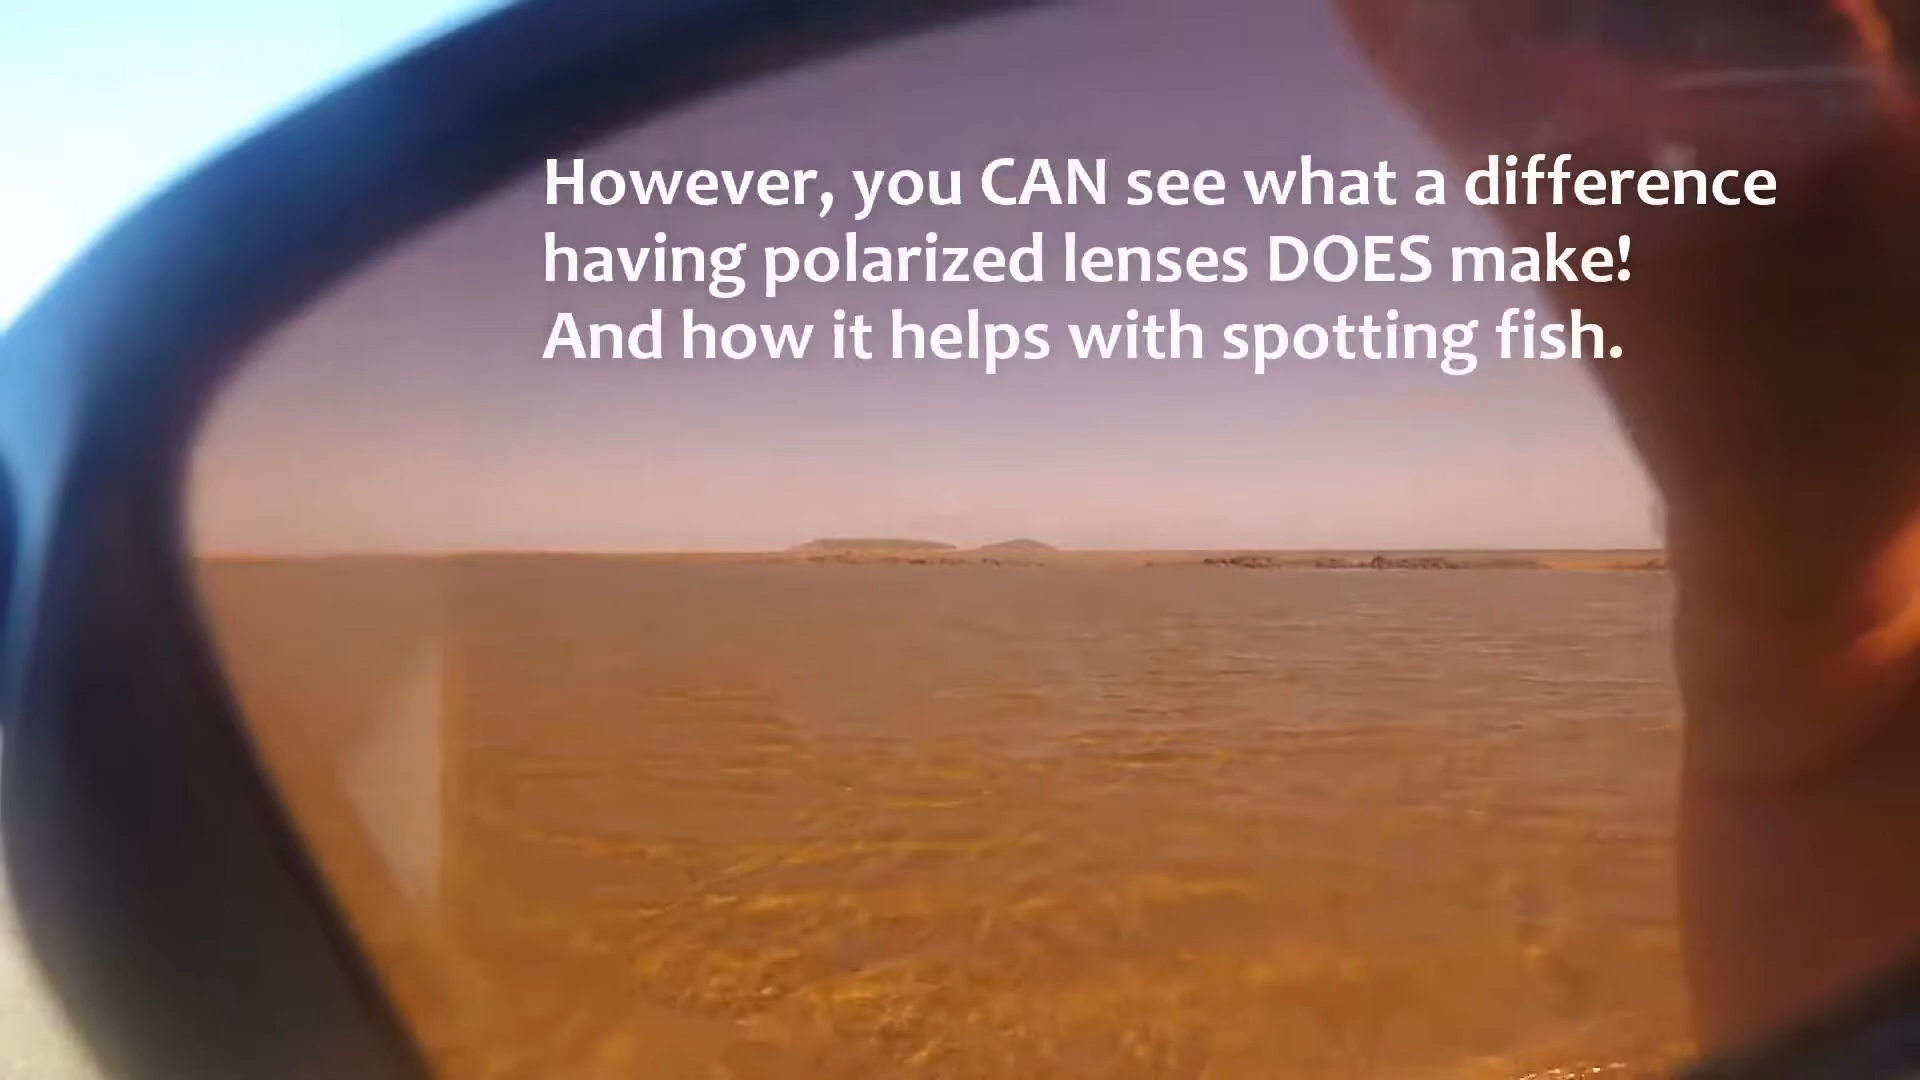 However, you CAN see what a difference
having polarized lenses DOES make!
And how it helps with spotting fish.